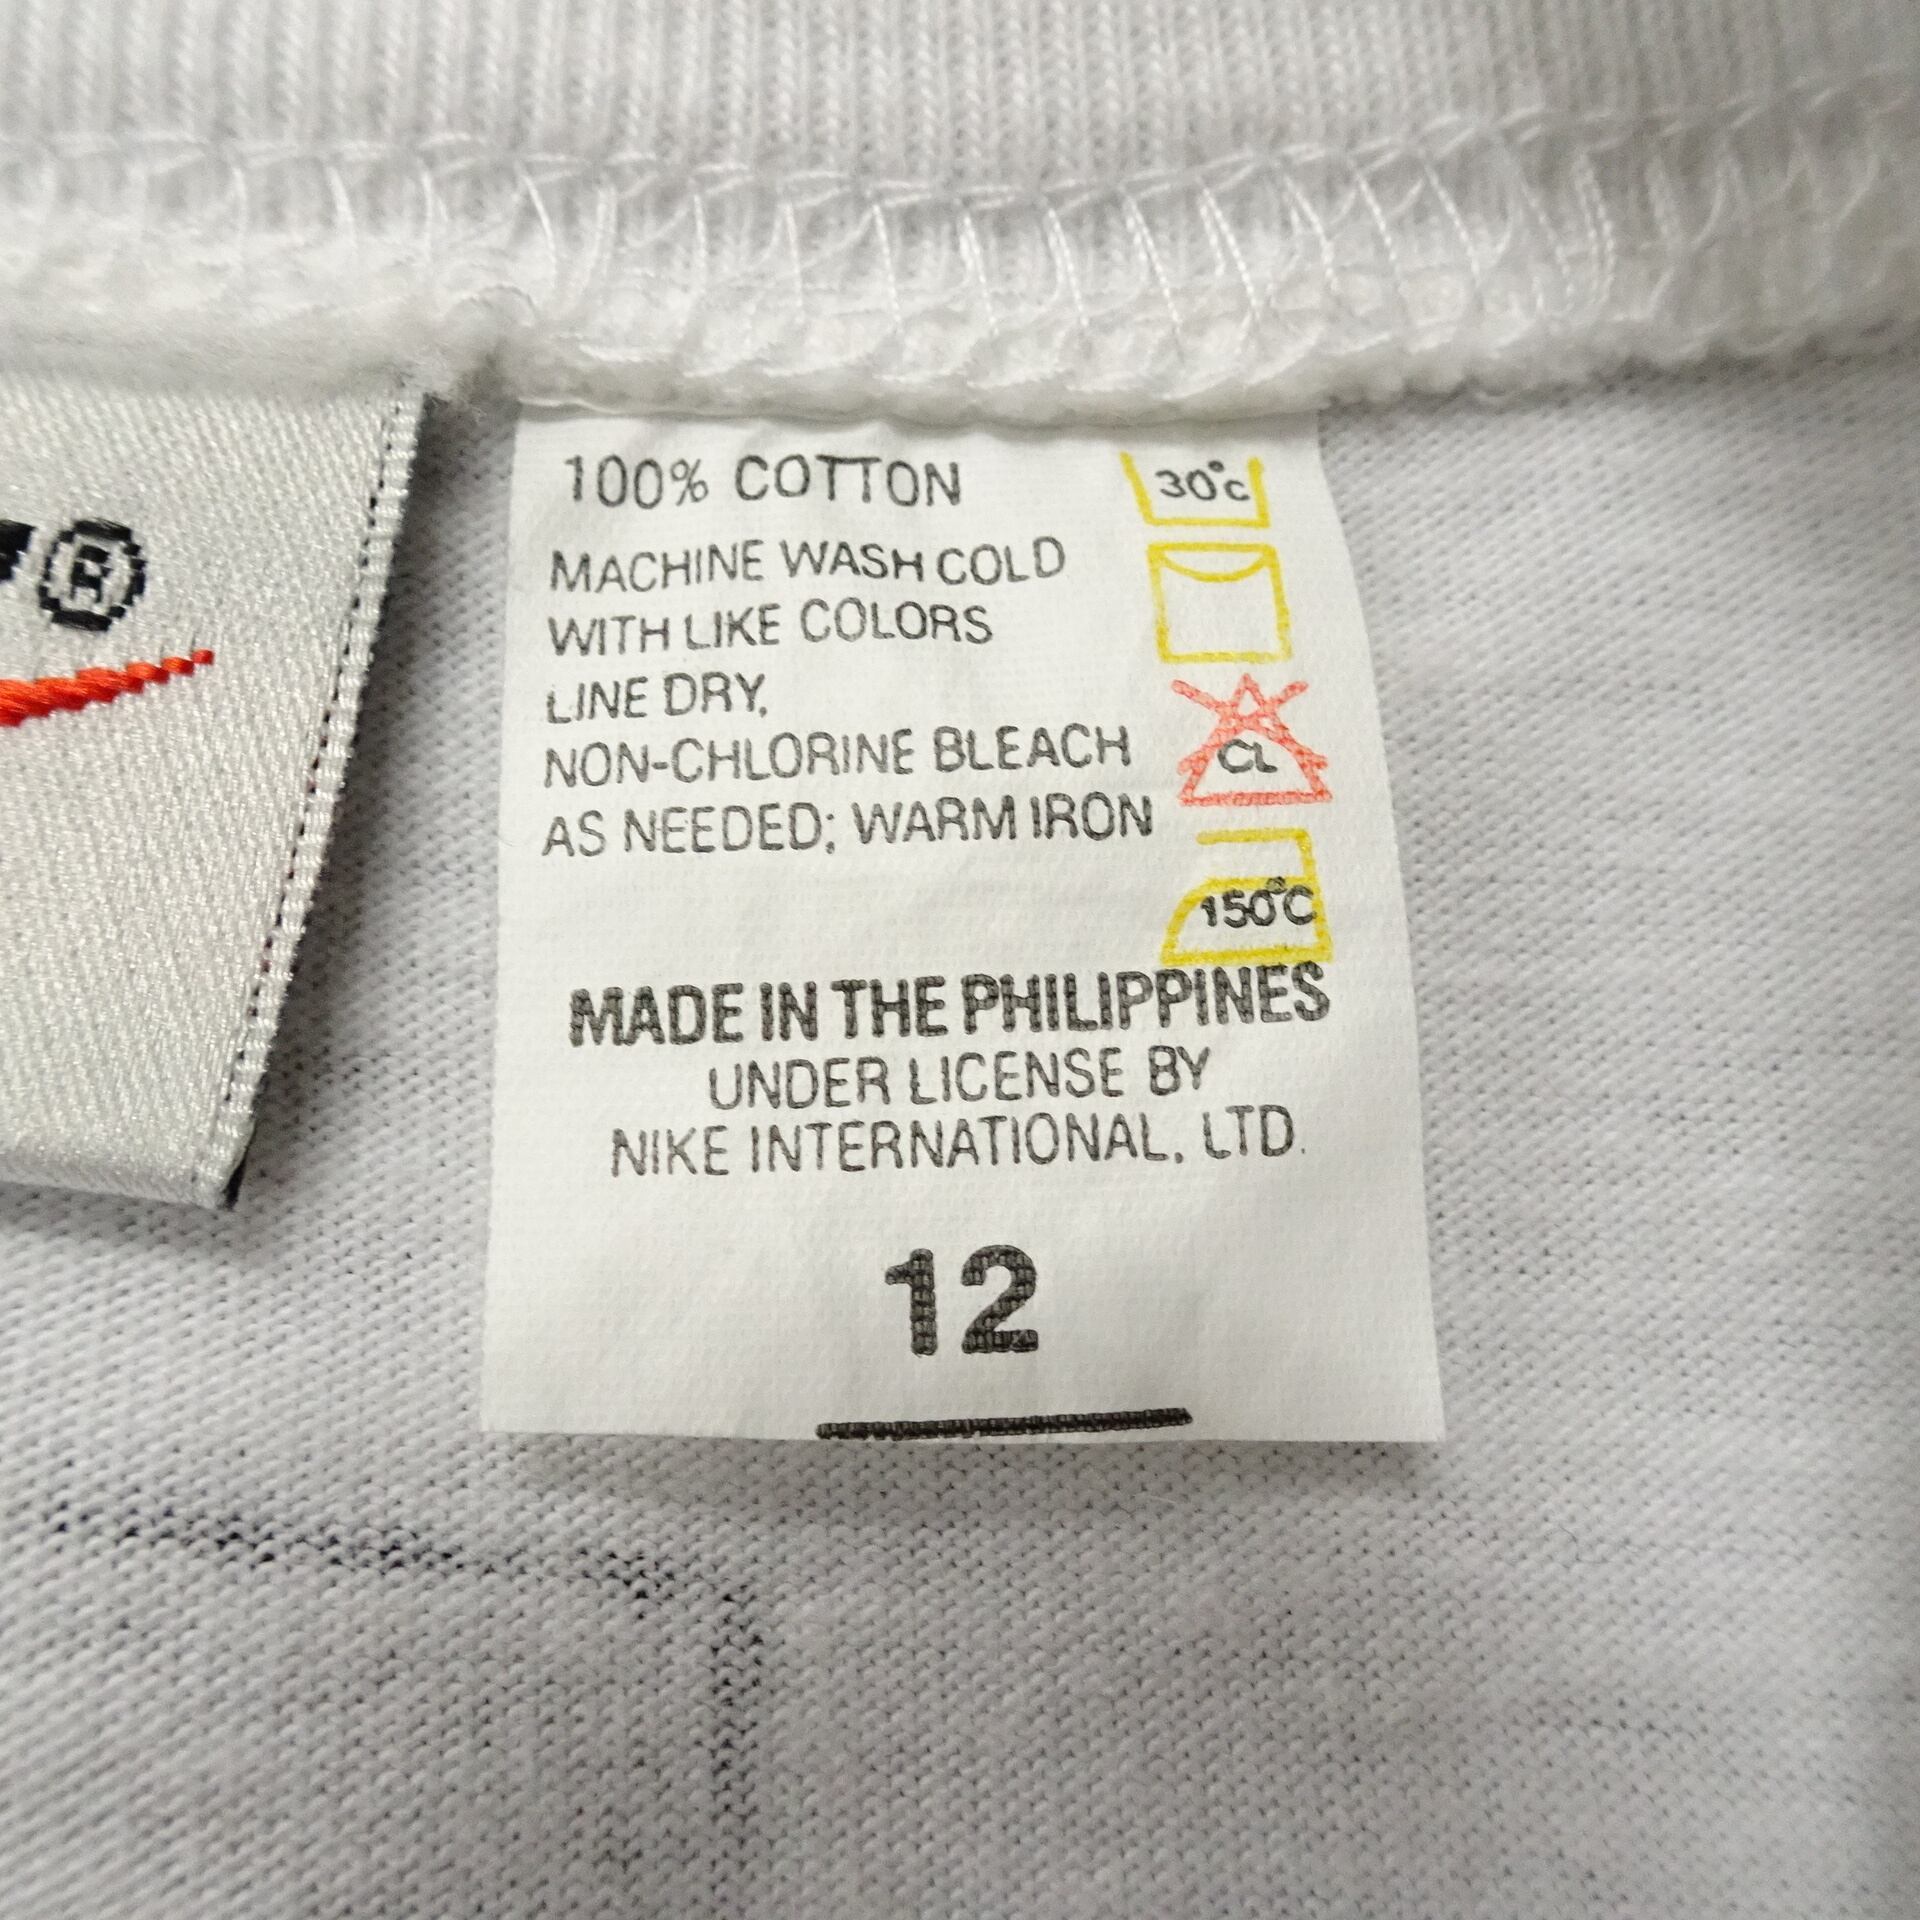 100% COTTON
30°C
MACHINE WASH COLD
WITH LIKE COLORS
LINE DRY,
NON-CHLORINE BLEACH
CL
AS NEEDED; WARM IRON
150°C
MADE IN THE PHILIPPINES
UNDER LICENSE BY
NIKE INTERNATIONAL, LTD.
12
®